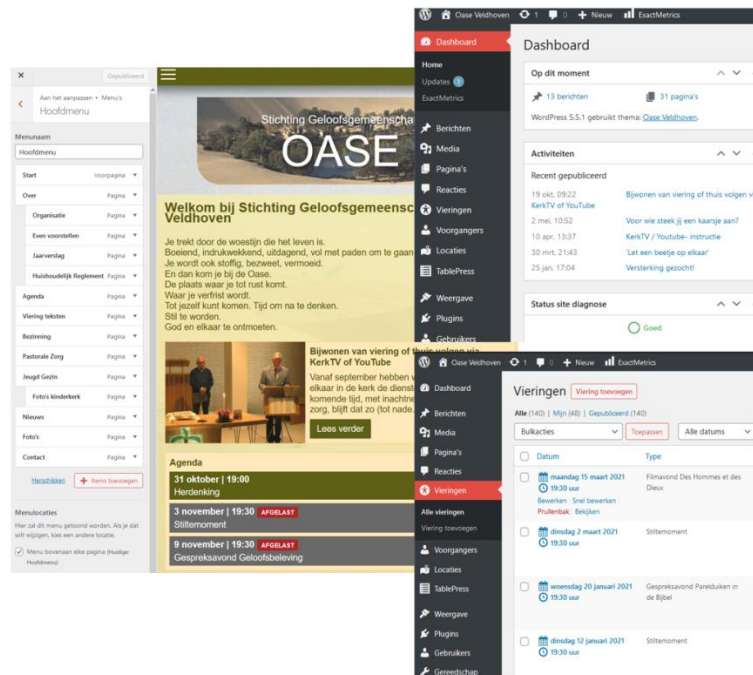 Gepubliceerd
Aan het aanpassen • Menu's
Hoofdmenu
Menunaam
Hoofdmenu
Start Voorpagina
Over Pagina
Organisatie Pagina
Even voorstellen Pagina
Jaarverslag Pagina
Huishoudelijk Reglement Pagina
Agenda Pagina
Viering teksten Pagina
Bezinning Pagina
Pastorale Zorg Pagina
Jeugd Gezin Pagina
Foto's kinderkerk Pagina
Nieuws Pagina
Foto's Pagina
Contact Pagina
Herschikken + Items toevoegen
Menulocaties
Hier zal dit menu getoond worden. Als je dat
wilt wijzigen, kies een andere locatie.
Menu bovenaan elke pagina (Huidige
Hoofdmenu)
Stichting Geloofsgemeenscha
OASE
Welkom bij Stichting Geloofsgemeensc
Veldhoven
Je trekt door de woestijn die het leven is.
Boeiend, indrukwekkend, uitdagend, vol met paden om te gaan
Je wordt ook stoffig, bezweet, vermoeid.
En dan kom je bij de Oase.
De plaats waar je tot rust komt.
Waar je verfrist wordt.
Tot jezelf kunt komen. Tijd om na te denken.
Stil te worden.
God en elkaar te ontmoeten.
Bijwonen van viering of thuis volgen via
KerkTV of YouTube
Vanaf september hebben
elkaar in de kerk de dienst
komende tijd, met inachtne
zorg, blijft dat zo (tot nade
Lees verder
Agenda
31 oktober | 19:00
Herdenking
3 november | 19:30 AFGELAST
Stiltemoment
9 november | 19:30 AFGELAST
Gespreksavond Geloofsbeleving
Oase Veldhoven 1 0 + Nieuw ExactMetrics
Dashboard
Home
Updates 1
ExactMetrics
Berichten
Media
Pagina's
Reacties
Vieringen
Voorgangers
Locaties
TablePress
Weergave
Plugins
Gebruikers
Dashboard
Op dit moment
13 berichten 31 pagina's
WordPress 5.5.1 gebruikt thema: Oase Veldhoven.
Activiteiten
Recent gepubliceerd
19 okt, 09:22 Bijwonen van viering of thuis volgen v
KerkTV of YouTube
2 mei, 10:52 Voor wie steek jij een kaarsje aan?
10 apr, 13:37 KerkTV / Youtube- instructie
30 mrt, 21:43 'Let een beetje op elkaar'
25 jan, 17:04 Versterking gezocht!
Status site diagnose
Goed
Oase Veldhoven 1 0 + Nieuw ExactMetrics
Dashboard
Berichten
Media
Pagina's
Reacties
Vieringen
Alle vieringen
Viering toevoegen
Voorgangers
Locaties
TablePress
Weergave
Plugins
Gebruikers
Gereedschap
Vieringen Viering toevoegen
Alle (140) | Mijn (48) | Gepubliceerd (140)
Bulkacties Toepassen Alle datums
Datum Type
maandag 15 maart 2021 Filmavond Des Hommes et des
19:30 uur Dieux
Bewerken | Snel bewerken |
Prullenbak | Bekijken
dinsdag 2 maart 2021 Stiltemoment
19:30 uur
woensdag 20 januari 2021 Gespreksavond Parelduiken in
19:30 uur de Bijbel
dinsdag 12 januari 2021 Stiltemoment
19:30 uur